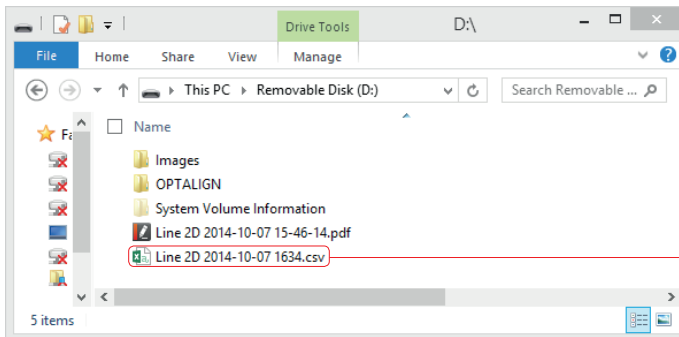 Drive Tools D:\
File Home Share View Manage
This PC Removable Disk (D:) Search Removable ...
Fa
Name
Images
OPTALIGN
System Volume Information
Line 2D 2014-10-07 15-46-14.pdf
Line 2D 2014-10-07 1634.csv
5 items